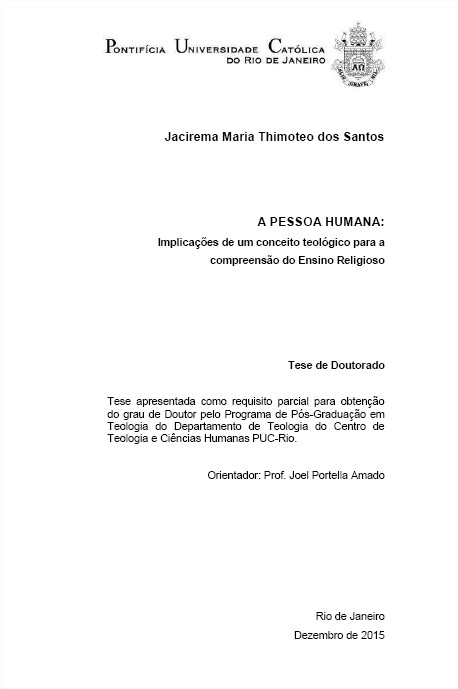 PONTIFÍCIA UNIVERSIDADE CATÓLICA
DO RIO DE JANEIRO
Jacirema Maria Thimoteo dos Santos
A PESSOA HUMANA:
Implicações de um conceito teológico para a
compreensão do Ensino Religioso
Tese de Doutorado
Tese apresentada como requisito parcial para obtenção
do grau de Doutor pelo Programa de Pós-Graduação em
Teologia do Departamento de Teologia do Centro de
Teologia e Ciências Humanas PUC-Rio.
Orientador: Prof. Joel Portella Amado
Rio de Janeiro
Dezembro de 2015